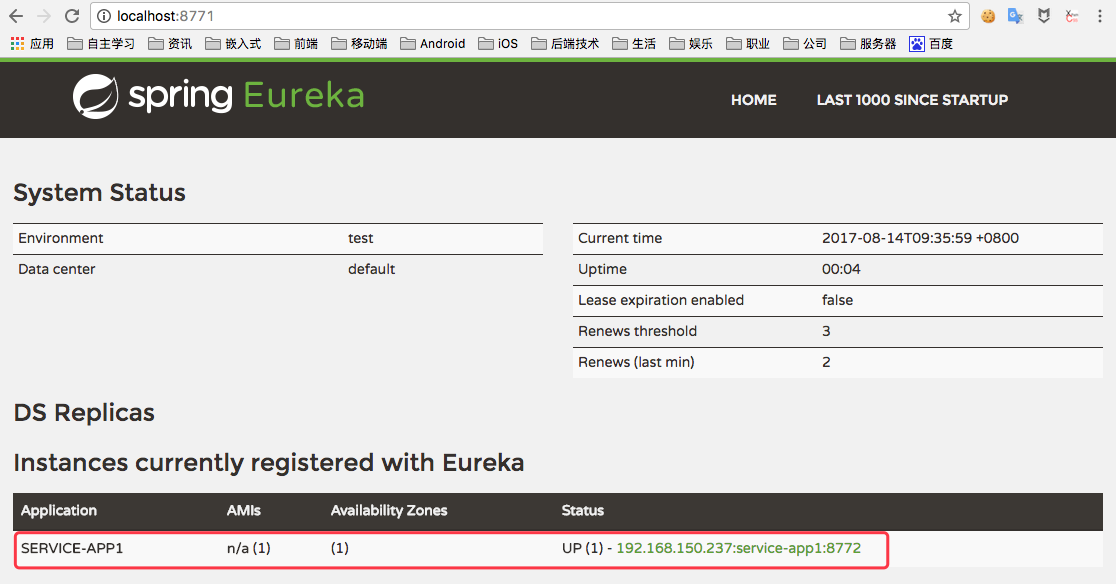 localhost:8771
应用 自主学习 资讯 嵌入式 前端 移动端 Android iOS 后端技术 生活 娱乐 职业 公司 服务器 百度
spring Eureka HOME LAST 1000 SINCE STARTUP
System Status
Environment test Current time 2017-08-14T09:35:59 +0800
Data center default Uptime 00:04
Lease expiration enabled false
Renews threshold 3
Renews (last min) 2
DS Replicas
Instances currently registered with Eureka
Application AMIs Availability Zones Status
SERVICE-APP1 n/a (1) (1) UP (1) - 192.168.150.237:service-app1:8772